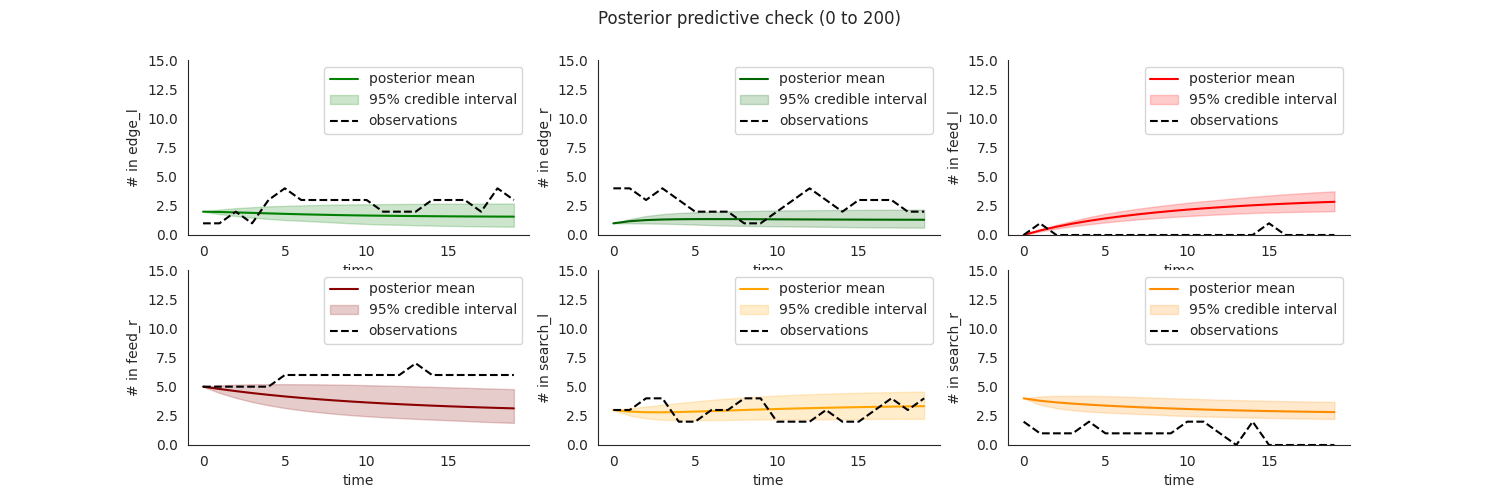 Posterior predictive check (0 to 200)
# in edge_l
15.0
12.5
10.0
7.5
5.0
2.5
0.0
posterior mean
95% credible interval
observations
0 5 10 15
time
# in edge_r
15.0
12.5
10.0
7.5
5.0
2.5
0.0
posterior mean
95% credible interval
observations
0 5 10 15
time
# in feed_l
15.0
12.5
10.0
7.5
5.0
2.5
0.0
posterior mean
95% credible interval
observations
0 5 10 15
time
# in feed_r
15.0
12.5
10.0
7.5
5.0
2.5
0.0
posterior mean
95% credible interval
observations
0 5 10 15
time
# in search_l
15.0
12.5
10.0
7.5
5.0
2.5
0.0
posterior mean
95% credible interval
observations
0 5 10 15
time
# in search_r
15.0
12.5
10.0
7.5
5.0
2.5
0.0
posterior mean
95% credible interval
observations
0 5 10 15
time